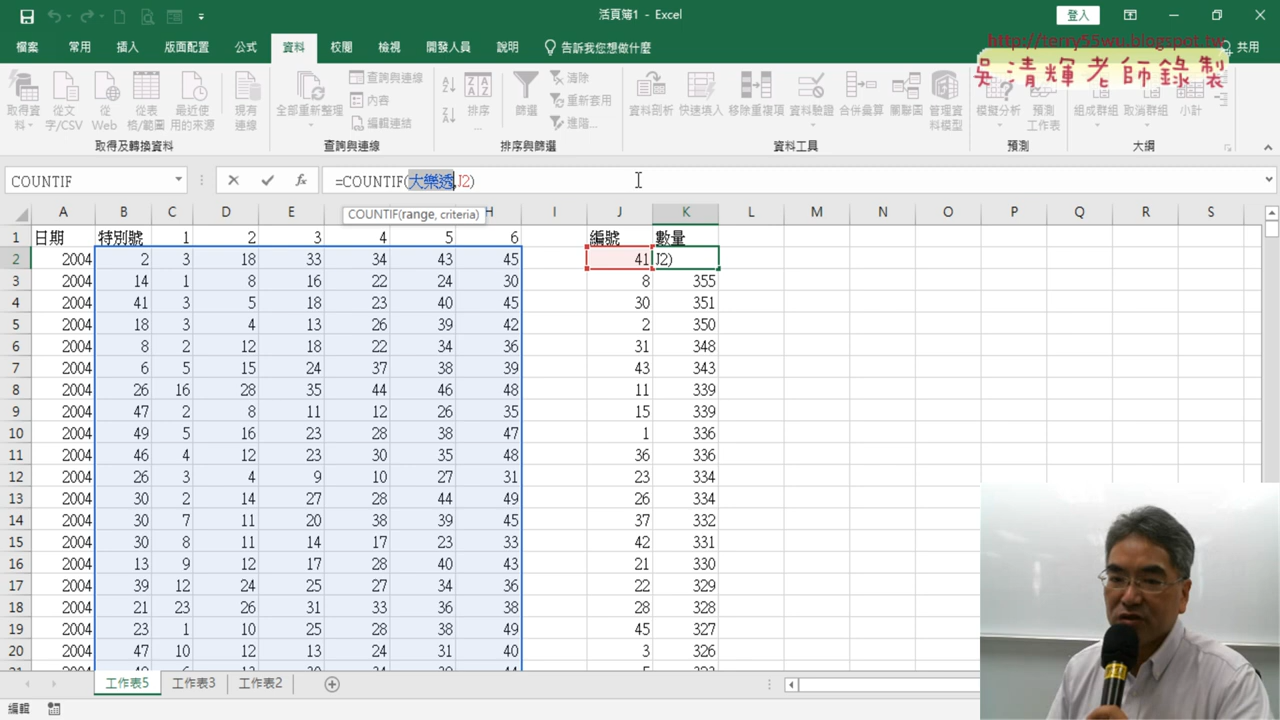 活頁簿1 - Excel
登入
檔案 常用 插入 版面配置 公式 資料 校閱 檢視 開發人員 說明 告訴我您想做什麼 共用
http://terry55wu.blogspot.tw
吳清輝老師錄製
取得資料 從文字/CSV 從Web 從表格/範圍 最近使用的來源 現有連線 全部重新整理 查詢與連線 內容 編輯連結 排序 篩選 清除 重新套用 進階... 資料剖析 快速填入 移除重複項 資料驗證 合併彙算 關聯圖 管理資料模型 模擬分析 預測工作表 組成群組 取消群組 小計
取得及轉換資料 查詢與連線 排序與篩選 資料工具 預測 大綱
COUNTIF fx =COUNTIF(大樂透,J2)
COUNTIF(range, criteria)
A B C D E H I J K L M N O P Q R S
1 日期 特別號 1 2 3 4 5 6 編號 數量
2 2004 2 3 18 33 34 43 45 41 J2)
3 2004 14 1 8 16 22 24 30 8 355
4 2004 41 3 5 18 23 40 45 30 351
5 2004 18 3 4 13 26 39 42 2 350
6 2004 8 2 12 18 22 34 36 31 348
7 2004 6 5 15 24 37 38 39 43 343
8 2004 26 16 28 35 44 46 48 11 339
9 2004 47 2 8 11 12 26 35 15 339
10 2004 49 5 16 23 28 38 47 1 336
11 2004 46 4 12 23 30 35 48 36 336
12 2004 26 3 4 9 10 27 31 23 334
13 2004 30 2 14 27 28 44 49 26 334
14 2004 30 7 11 20 38 39 45 37 332
15 2004 30 8 11 14 17 23 33 42 331
16 2004 13 9 12 17 28 40 43 21 330
17 2004 39 12 24 25 27 34 36 22 329
18 2004 21 23 26 31 33 36 38 28 328
19 2004 23 1 10 25 28 38 49 45 327
20 2004 47 10 12 13 24 31 40 3 326
工作表5 工作表3 工作表2
編輯